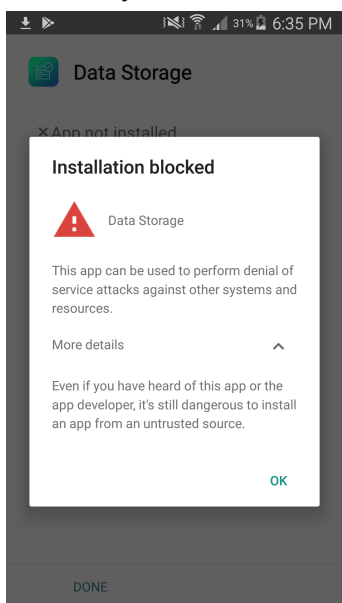 31% 6:35 PM
Data Storage
×App not installed
Installation blocked
Data Storage
This app can be used to perform denial of
service attacks against other systems and
resources.
More details
Even if you have heard of this app or the
app developer, it's still dangerous to install
an app from an untrusted source.
OK
DONE